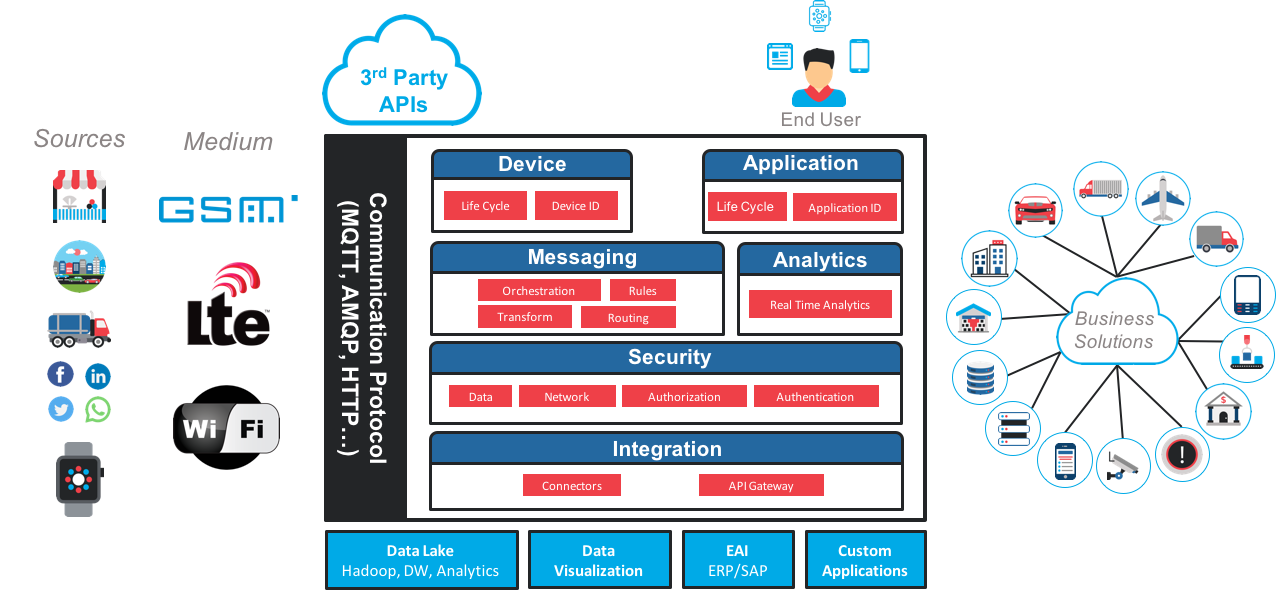 3rd Party
APIs
End User
Sources
Medium
GSM
Lte
Wi Fi
Communication Protocol
(MQTT, AMQP, HTTP ...)
Device
Life Cycle
Device ID
Application
Life Cycle
Application ID
Messaging
Orchestration
Rules
Transform
Routing
Analytics
Real Time Analytics
Security
Data
Network
Authorization
Authentication
Integration
Connectors
API Gateway
Data Lake
Hadoop, DW, Analytics
Data
Visualization
EAI
ERP/SAP
Custom
Applications
Business
Solutions